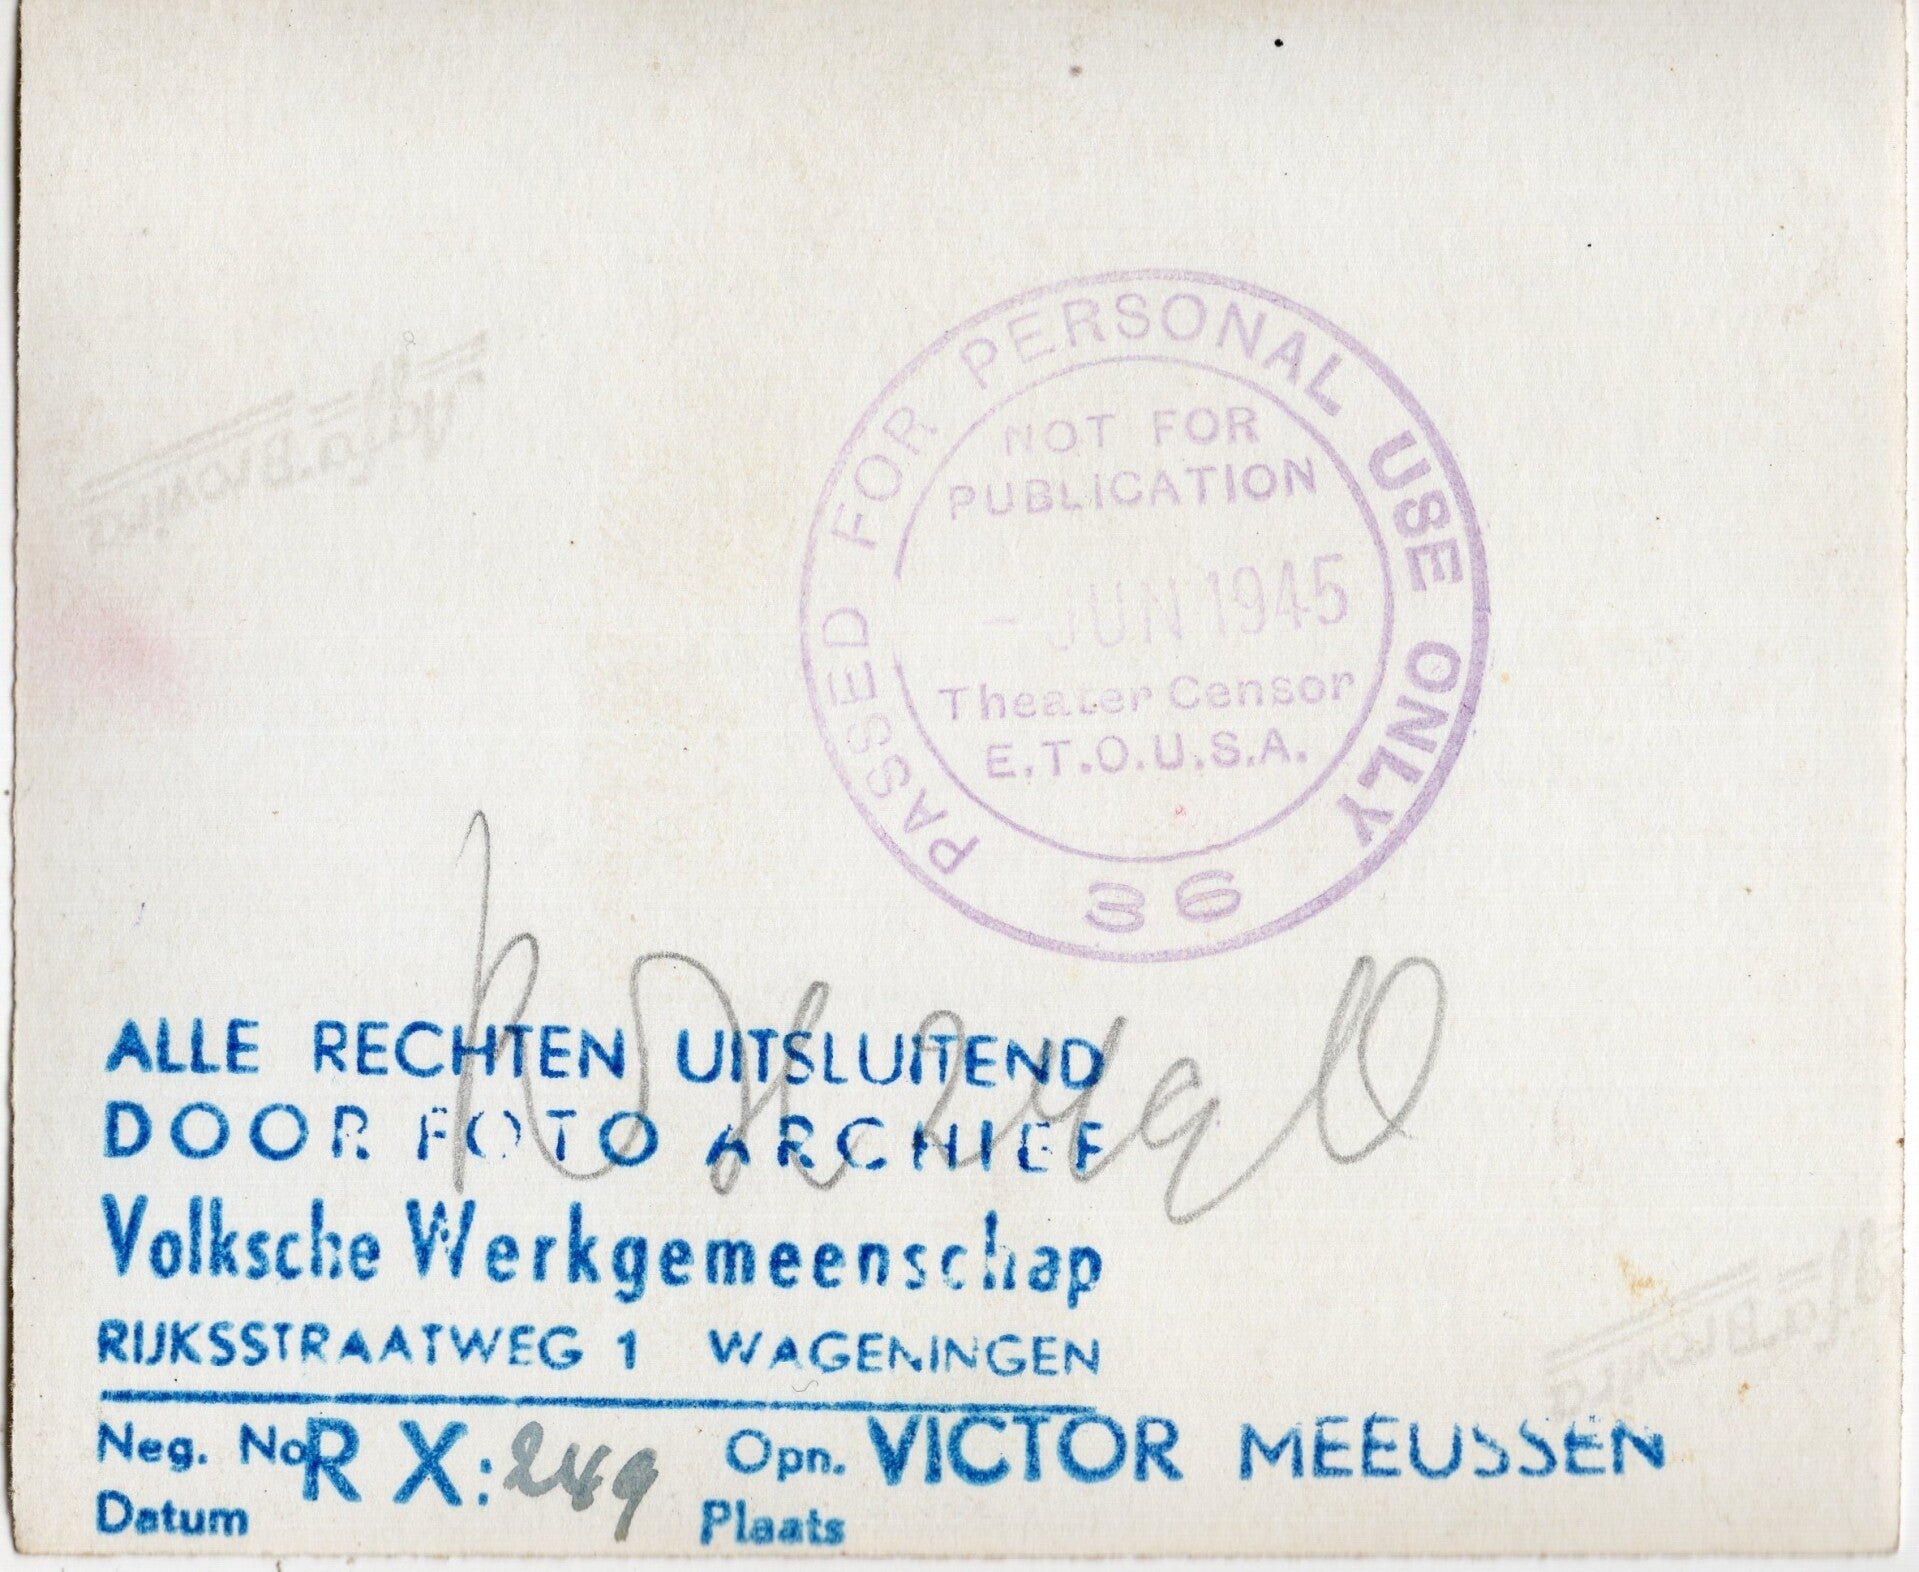 PASSED FOR PERSONAL USE ONLY
NOT FOR
PUBLICATION
- JUN 1945
Theater Censor
E.T.O.U.S.A.
36
ALLE RECHTEN UITSLUITEND
DOOR FOTO ARCHIEF
Volksche Werkgemeenschap
RIJKSSTRAATWEG 1 WAGENINGEN
Neg. No RX: 249 Opn. VICTOR MEEUSSEN
Datum Plaats